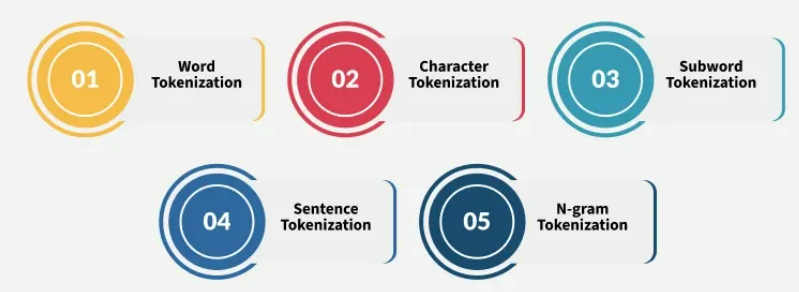 01
Word
Tokenization
02
Character
Tokenization
03
Subword
Tokenization
04
Sentence
Tokenization
05
N-gram
Tokenization